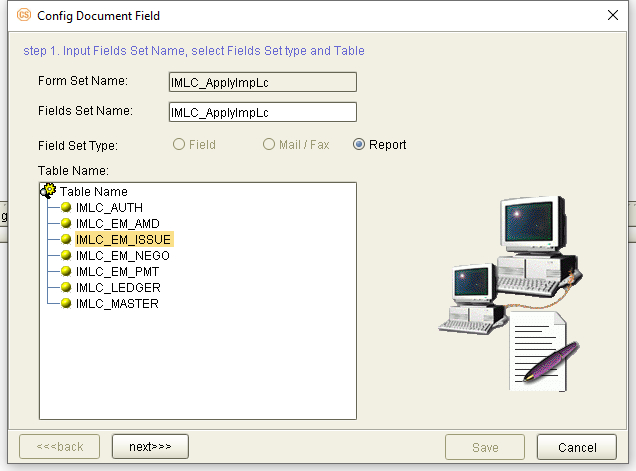 CS Config Document Field
step 1. Input Fields Set Name, select Fields Set type and Table
Form Set Name: IMLC_ApplyImpLc
Fields Set Name: IMLC_ApplyImpLc
Field Set Type: Field Mail / Fax Report
Table Name:
Table Name
IMLC_AUTH
IMLC_EM_AMD
IMLC_EM_ISSUE
IMLC_EM_NEGO
IMLC_EM_PMT
IMLC_LEDGER
IMLC_MASTER
g
<<<back next>>> Save Cancel